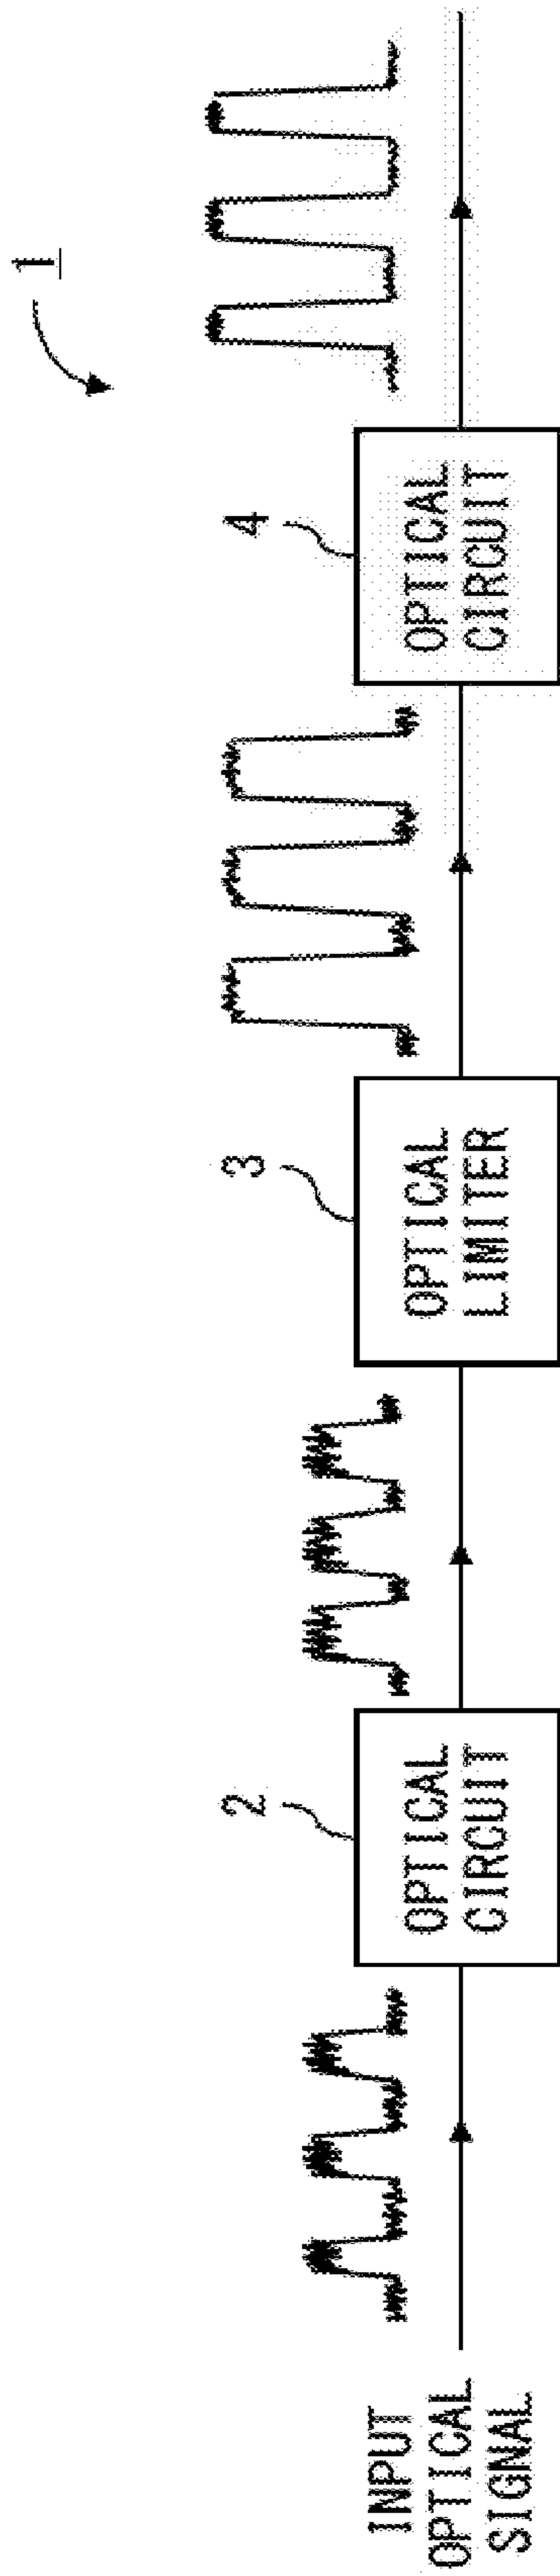 1
INPUT
OPTICAL
SIGNAL
2
OPTICAL
CIRCUIT
3
OPTICAL
LIMITER
4
OPTICAL
CIRCUIT